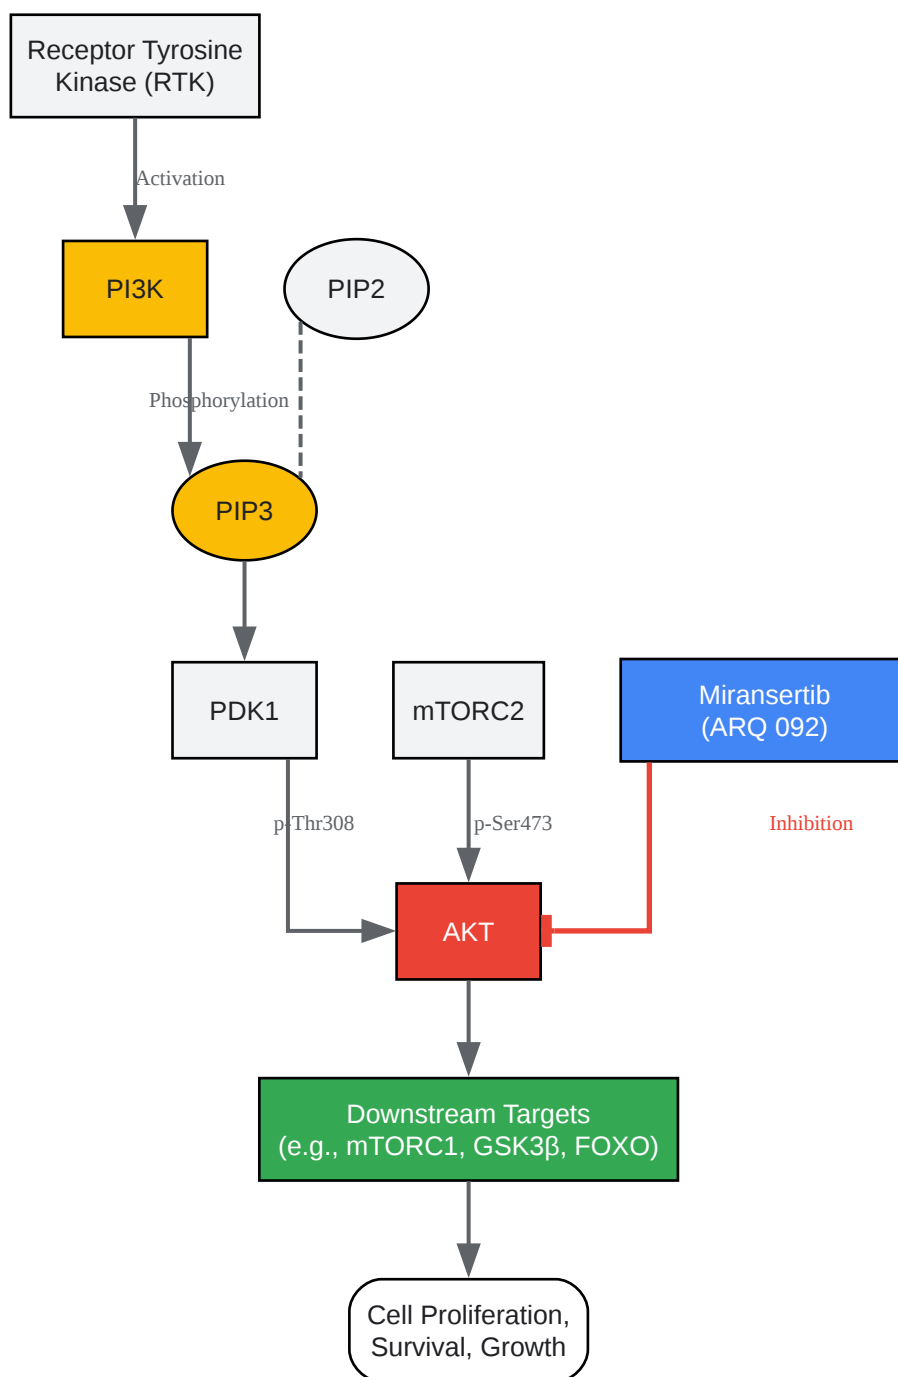 Receptor Tyrosine
Kinase (RTK)
Activation
PI3K
PIP2
Phosphorylation
PIP3
PDK1
mTORC2
Miransertib
(ARQ 092)
p-Thr308
p-Ser473
Inhibition
AKT
Downstream Targets
(e.g., mTORC1, GSK3β, FOXO)
Cell Proliferation,
Survival, Growth